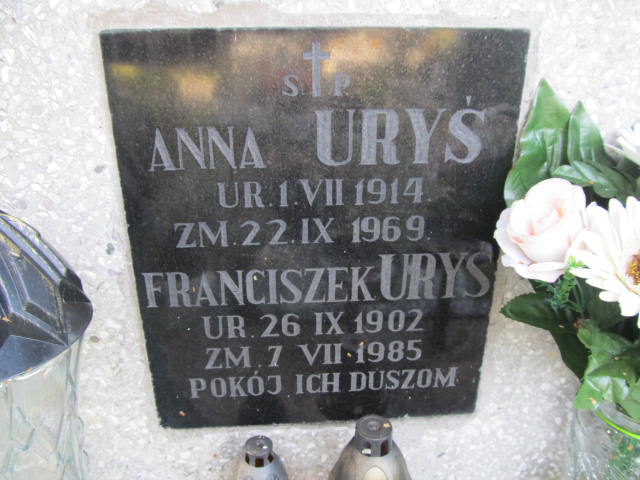 Ś P
ANNA URYŚ
UR.1.VII 1914
ZM.22.IX 1969
FRANCISZEK URYŚ
UR. 26 IX 1902
ZM 7 VII 1985
POKÓJ ICH DUSZOM